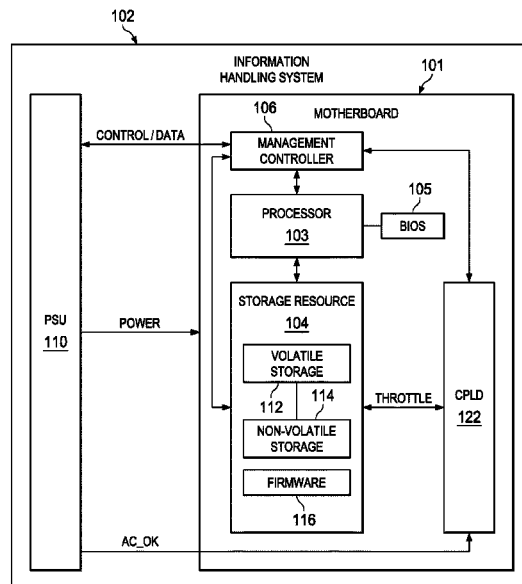 102
INFORMATION
HANDLING SYSTEM
101
MOTHERBOARD
106
CONTROL / DATA
MANAGEMENT
CONTROLLER
105
PROCESSOR
103
BIOS
STORAGE RESOURCE
104
PSU
110
POWER
VOLATILE
STORAGE
112
114
THROTTLE
CPLD
122
NON-VOLATILE
STORAGE
FIRMWARE
116
AC_OK